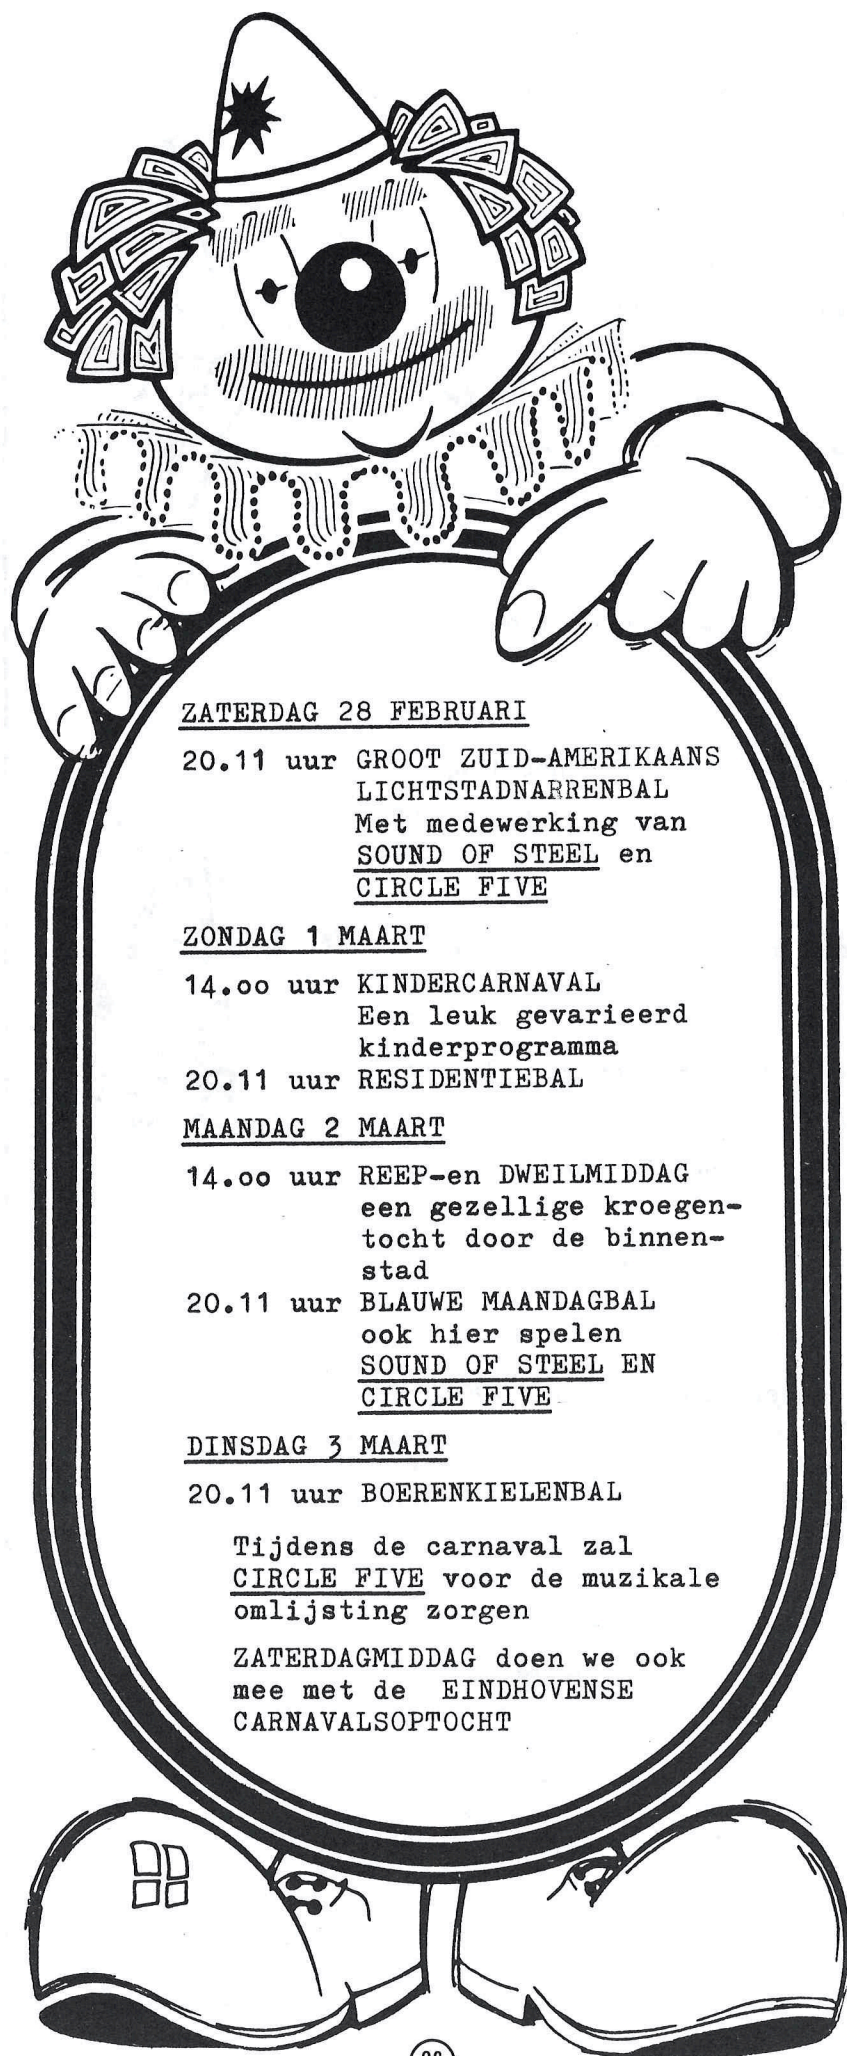 ZATERDAG 28 FEBRUARI
20.11 uur GROOT ZUID-AMERIKAANS
LICHTSTADNARRENBAL
Met medewerking van
SOUND OF STEEL en
CIRCLE FIVE
ZONDAG 1 MAART
14.oo uur KINDERCARNAVAL
Een leuk gevarieerd
kinderprogramma
20.11 uur RESIDENTIEBAL
MAANDAG 2 MAART
14.oo uur REEP-en DWEILMIDDAG
een gezellige kroegen-
tocht door de binnen-
stad
20.11 uur BLAUWE MAANDAGBAL
ook hier spelen
SOUND OF STEEL EN
CIRCLE FIVE
DINSDAG 3 MAART
20.11 uur BOERENKIELENBAL
Tijdens de carnaval zal
CIRCLE FIVE voor de muzikale
omlijsting zorgen
ZATERDAGMIDDAG doen we ook
mee met de EINDHOVENSE
CARNAVALSOPTOCHT